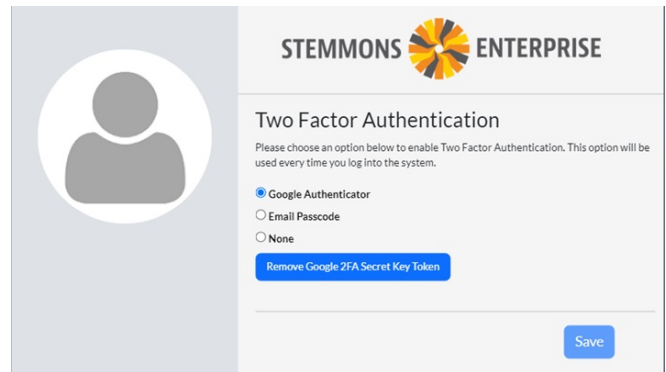 STEMMONS ENTERPRISE
Two Factor Authentication
Please choose an option below to enable Two Factor Authentication. This option will be
used every time you log into the system.
Google Authenticator
Email Passcode
None
Remove Google 2FA Secret Key Token
Save